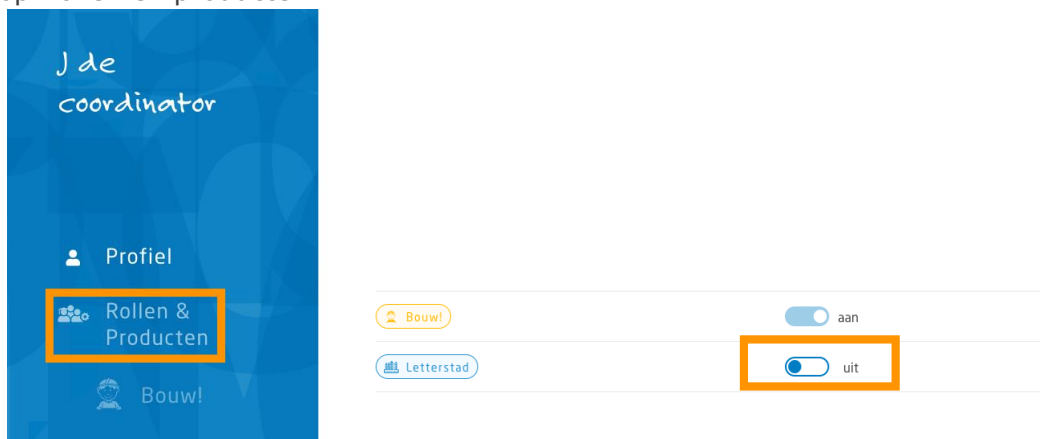 J de
coordinator
Profiel
Rollen &
Producten
Bouw!
Bouw!
aan
Letterstad
uit